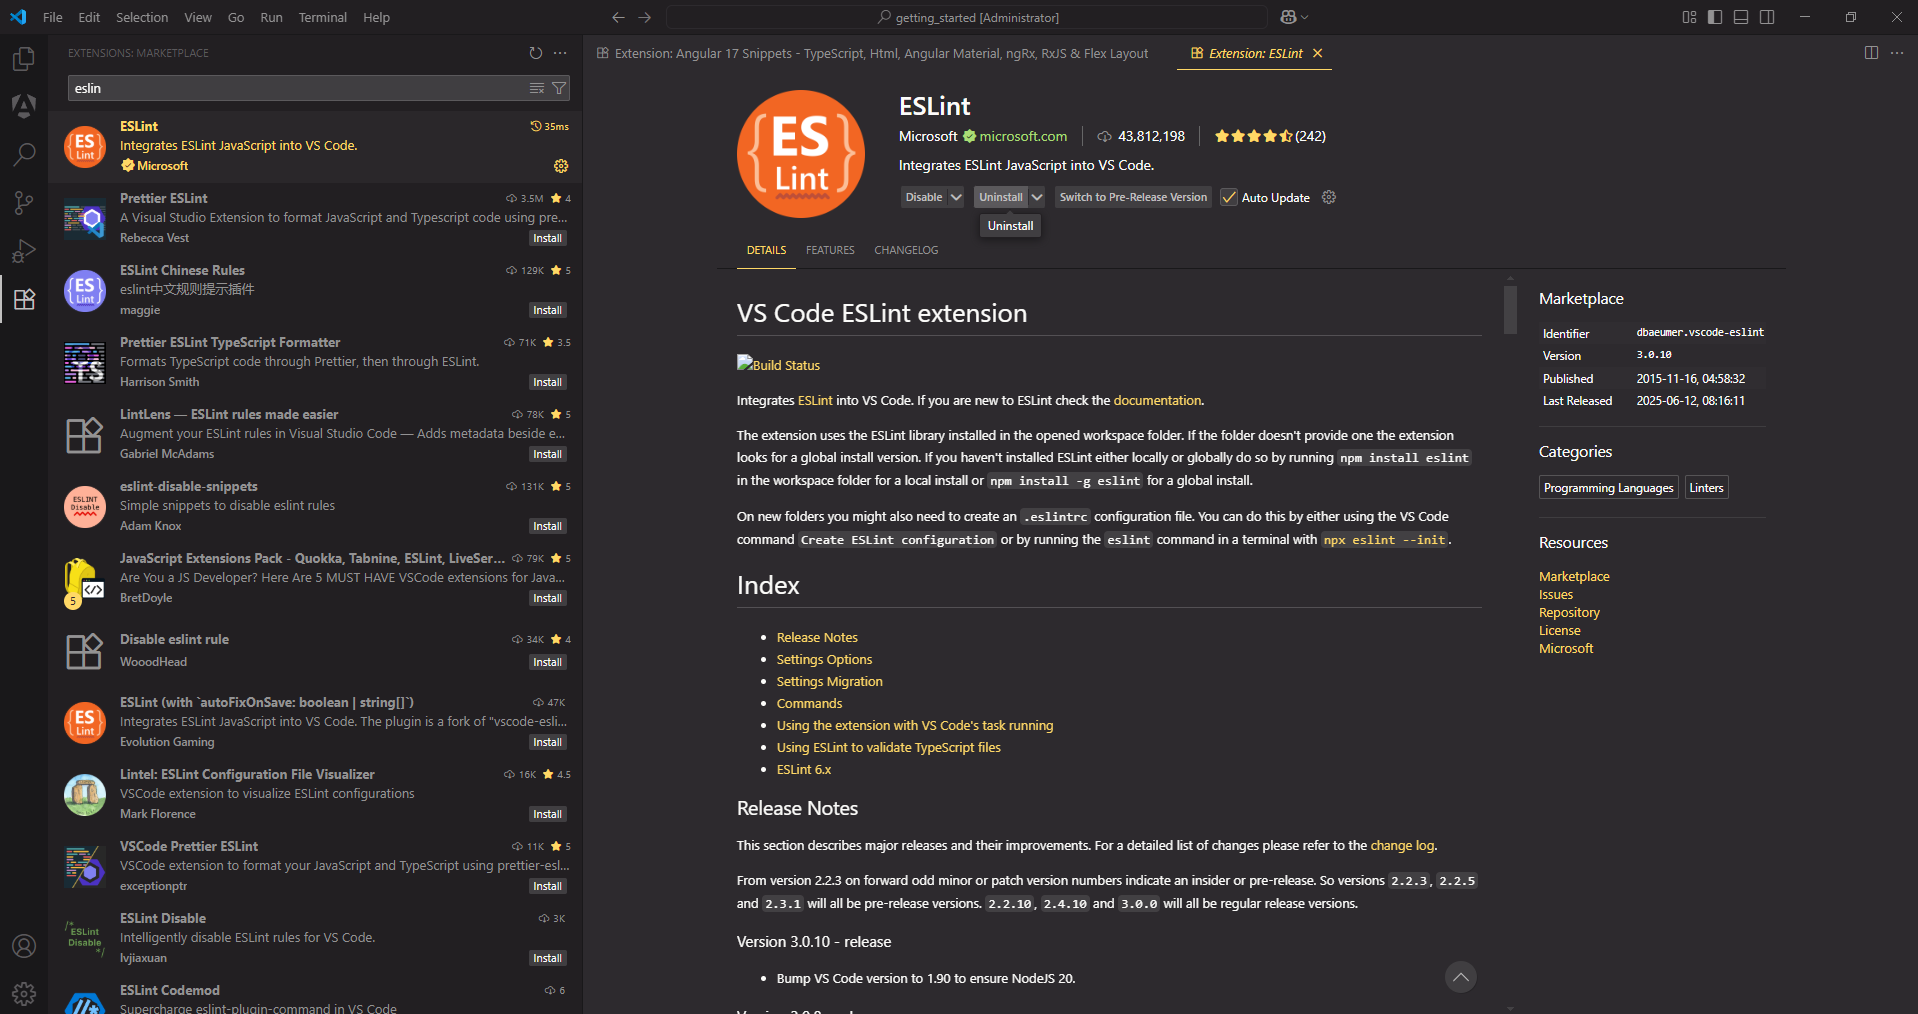 File Edit Selection View Go Run Terminal Help
getting_started [Administrator]
EXTENSIONS: MARKETPLACE
eslin
ESLint 35ms
Integrates ESLint JavaScript into VS Code.
Microsoft
Prettier ESLint 3.5M 4
A Visual Studio Extension to format JavaScript and Typescript code using pre...
Rebecca Vest Install
ESLint Chinese Rules 129K 5
eslint中文规则提示插件
maggie Install
Prettier ESLint TypeScript Formatter 71K 3.5
Formats TypeScript code through Prettier, then through ESLint.
Harrison Smith Install
LintLens — ESLint rules made easier 78K 5
Augment your ESLint rules in Visual Studio Code — Adds metadata beside e...
Gabriel McAdams Install
eslint-disable-snippets 131K 5
Simple snippets to disable eslint rules
Adam Knox Install
JavaScript Extensions Pack - Quokka, Tabnine, ESLint, LiveSer... 79K 5
Are You a JS Developer? Here Are 5 MUST HAVE VSCode extensions for Java...
BretDoyle Install
5
Disable eslint rule 34K 4
WooodHead Install
ESLint (with `autoFixOnSave: boolean | string[]`) 47K
Integrates ESLint JavaScript into VS Code. The plugin is a fork of "vscode-esli...
Evolution Gaming Install
Lintel: ESLint Configuration File Visualizer 16K 4.5
VSCode extension to visualize ESLint configurations
Mark Florence Install
VSCode Prettier ESLint 11K 5
VSCode extension to format your JavaScript and TypeScript using prettier-esl...
exceptionptr Install
ESLint Disable 3K
Intelligently disable ESLint rules for VS Code.
lvjiaxuan Install
ESLint Codemod 6
Supercharge eslint-plugin-command in VS Code
{ES}
Lint
{ES}
Lint
TS
ESLINT
Disable
{ES}
Lint
/*
ESLint
Disable
*/
Extension: Angular 17 Snippets - TypeScript, Html, Angular Material, ngRx, RxJS & Flex Layout
Extension: ESLint
{ES}
Lint
ESLint
Microsoft microsoft.com 43,812,198 (242)
Integrates ESLint JavaScript into VS Code.
Disable Uninstall Switch to Pre-Release Version Auto Update
Uninstall
DETAILS FEATURES CHANGELOG
VS Code ESLint extension
Build Status
Integrates ESLint into VS Code. If you are new to ESLint check the documentation.
The extension uses the ESLint library installed in the opened workspace folder. If the folder doesn't provide one the extension
looks for a global install version. If you haven't installed ESLint either locally or globally do so by running npm install eslint
in the workspace folder for a local install or npm install -g eslint for a global install.
On new folders you might also need to create an .eslintrc configuration file. You can do this by either using the VS Code
command Create ESLint configuration or by running the eslint command in a terminal with npx eslint --init.
Index
Release Notes
Settings Options
Settings Migration
Commands
Using the extension with VS Code's task running
Using ESLint to validate TypeScript files
ESLint 6.x
Release Notes
This section describes major releases and their improvements. For a detailed list of changes please refer to the change log.
From version 2.2.3 on forward odd minor or patch version numbers indicate an insider or pre-release. So versions 2.2.3, 2.2.5
and 2.3.1 will all be pre-release versions. 2.2.10, 2.4.10 and 3.0.0 will all be regular release versions.
Version 3.0.10 - release
Bump VS Code version to 1.90 to ensure NodeJS 20.
Marketplace
Identifier dbaeumer.vscode-eslint
Version 3.0.10
Published 2015-11-16, 04:58:32
Last Released 2025-06-12, 08:16:11
Categories
Programming Languages Linters
Resources
Marketplace
Issues
Repository
License
Microsoft